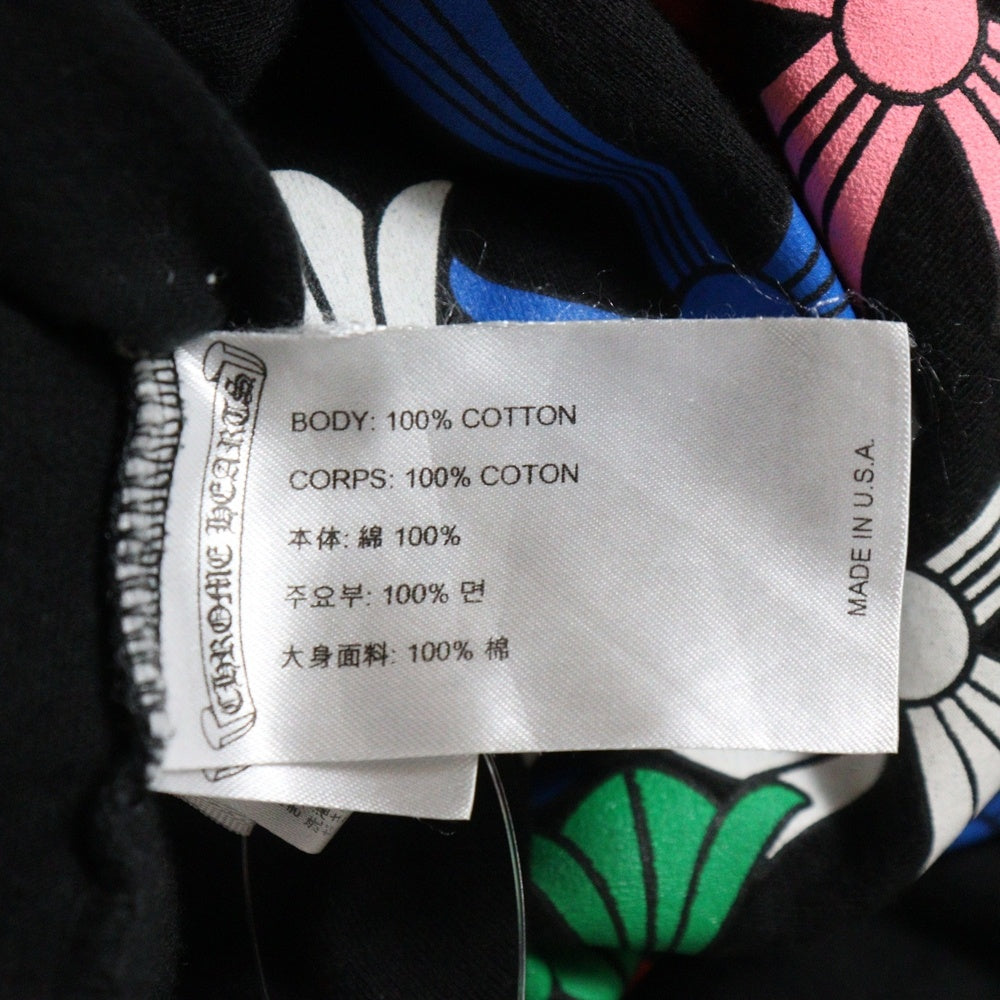 CHROME HEARTS
BODY: 100% COTTON
CORPS: 100% COTON
本体: 綿 100%
주요부: 100% 면
大身面料: 100% 棉
MADE IN U.S.A.